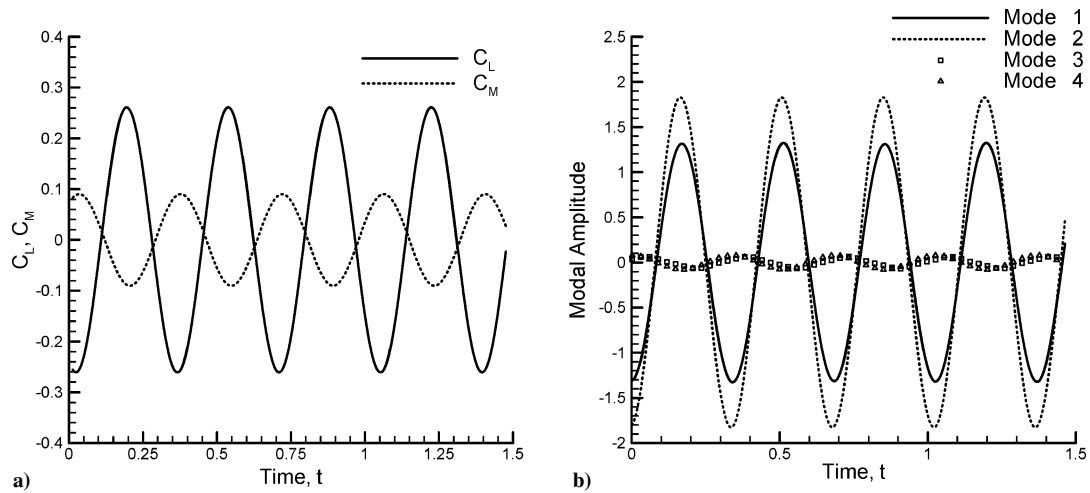 0.4
0.3
0.2
0.1
0
-0.1
-0.2
-0.3
-0.4
C_L, C_M
C_L
C_M
0
0.25
0.5
0.75
1
1.25
1.5
Time, t
a)
Mode 1
Mode 2
Mode 3
Mode 4
2.5
2
1.5
1
0.5
0
-0.5
-1
-1.5
-2
Modal Amplitude
0
0.5
1
1.5
Time, t
b)